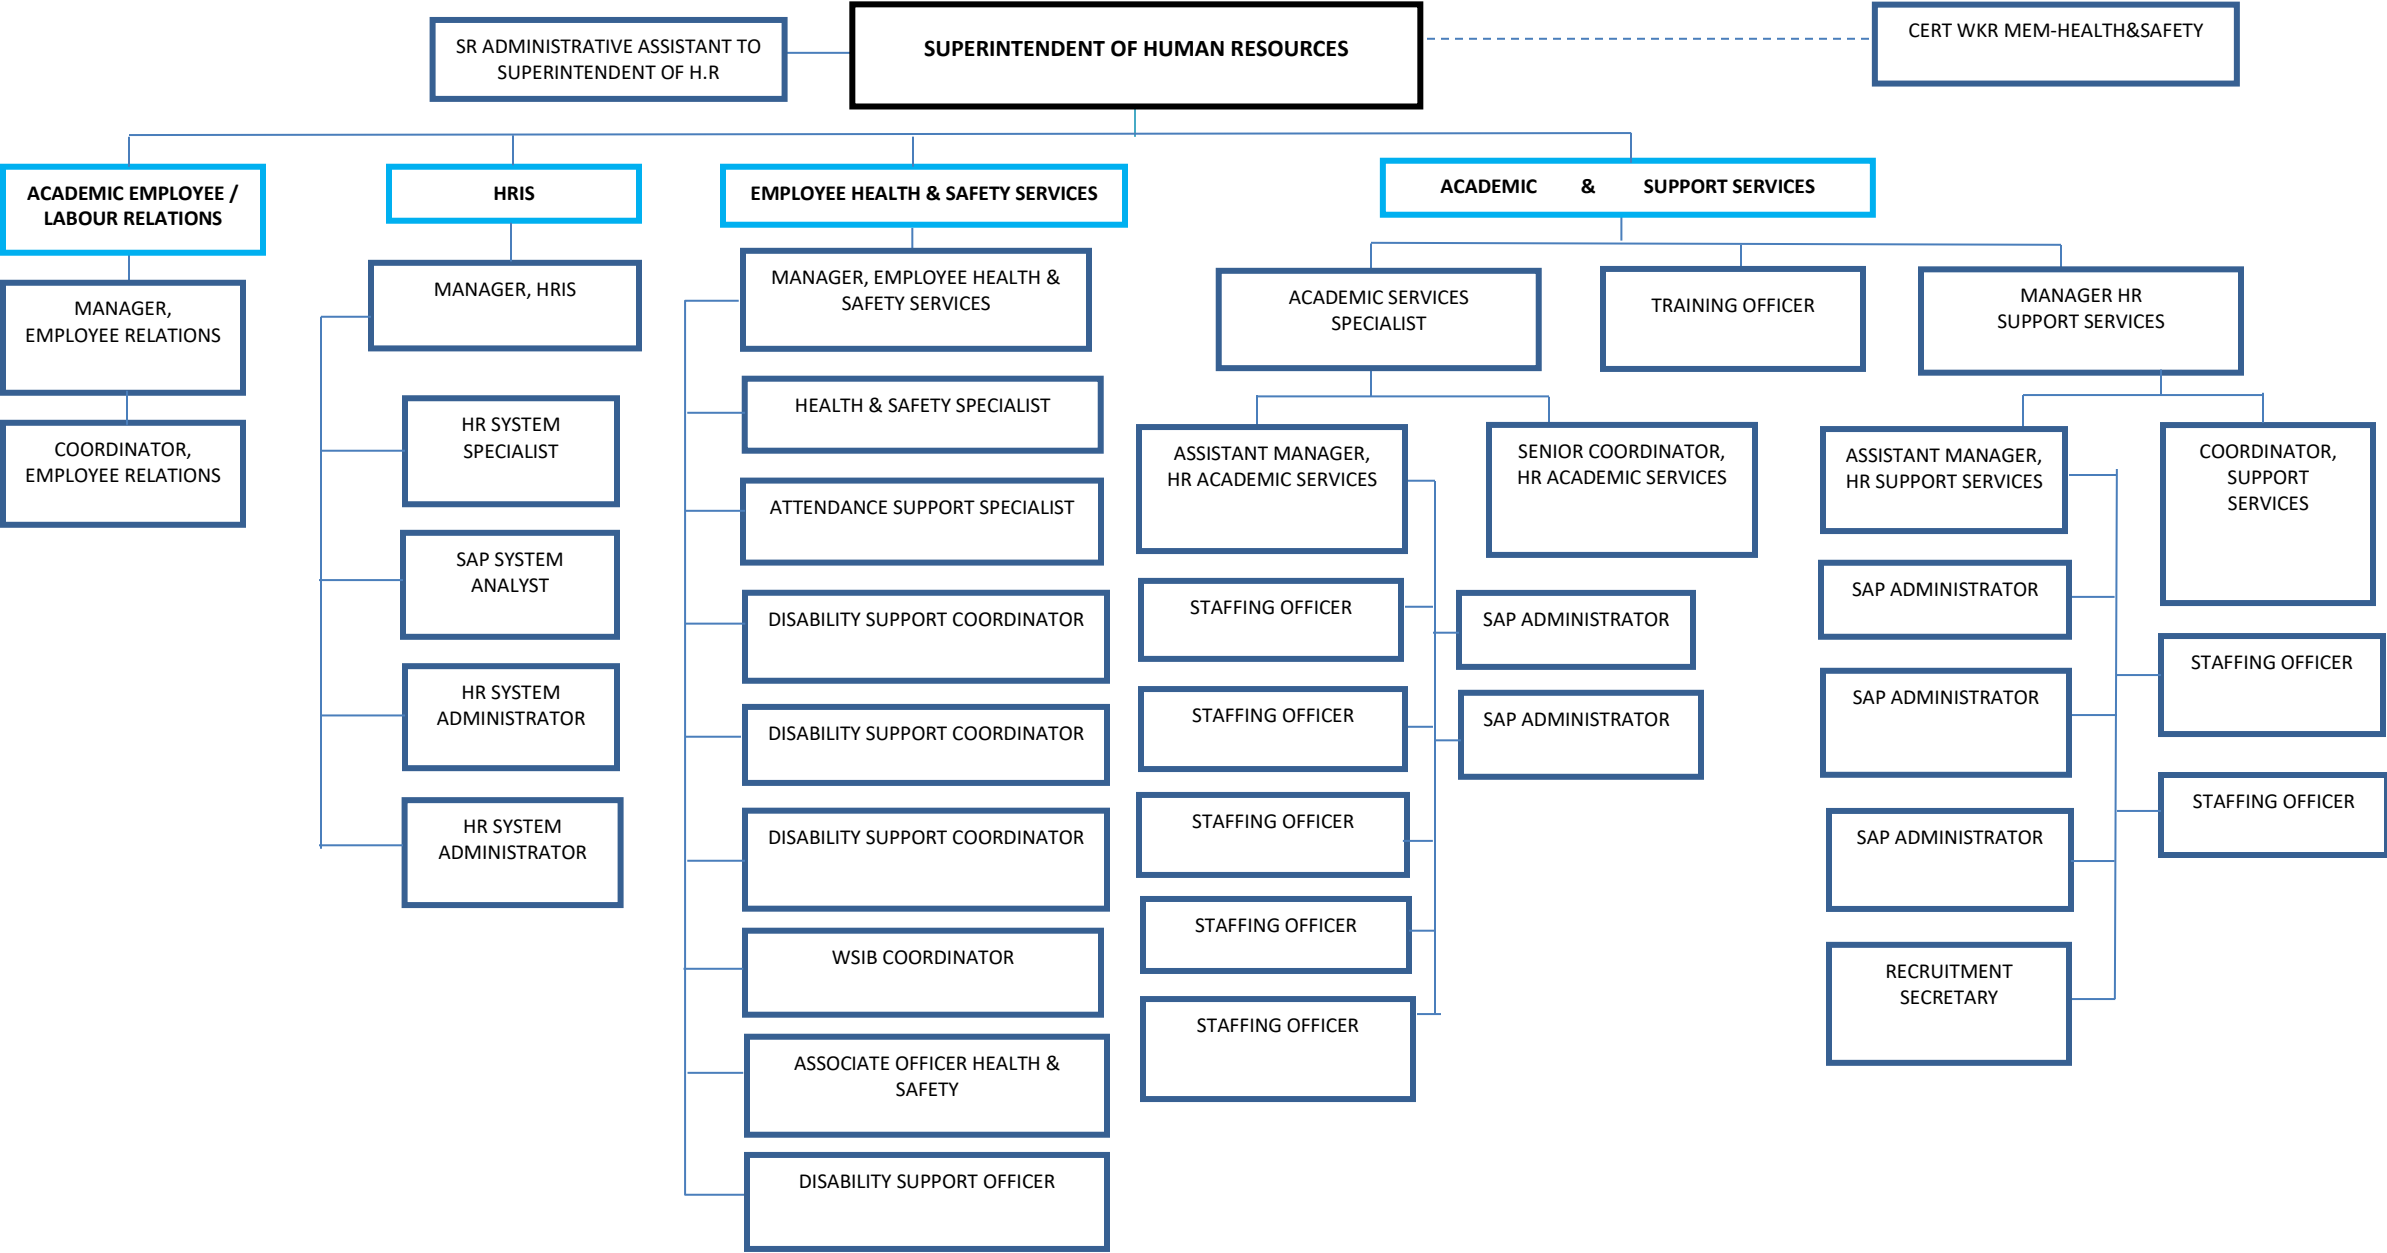 SR ADMINISTRATIVE ASSISTANT TO
SUPERINTENDENT OF H.R
SUPERINTENDENT OF HUMAN RESOURCES
CERT WKR MEM-HEALTH&SAFETY
ACADEMIC EMPLOYEE /
LABOUR RELATIONS
MANAGER,
EMPLOYEE RELATIONS
COORDINATOR,
EMPLOYEE RELATIONS
HRIS
MANAGER, HRIS
HR SYSTEM
SPECIALIST
SAP SYSTEM
ANALYST
HR SYSTEM
ADMINISTRATOR
HR SYSTEM
ADMINISTRATOR
EMPLOYEE HEALTH & SAFETY SERVICES
MANAGER, EMPLOYEE HEALTH &
SAFETY SERVICES
HEALTH & SAFETY SPECIALIST
ATTENDANCE SUPPORT SPECIALIST
DISABILITY SUPPORT COORDINATOR
DISABILITY SUPPORT COORDINATOR
DISABILITY SUPPORT COORDINATOR
WSIB COORDINATOR
ASSOCIATE OFFICER HEALTH &
SAFETY
DISABILITY SUPPORT OFFICER
ACADEMIC & SUPPORT SERVICES
ACADEMIC SERVICES
SPECIALIST
TRAINING OFFICER
MANAGER HR
SUPPORT SERVICES
ASSISTANT MANAGER,
HR ACADEMIC SERVICES
SENIOR COORDINATOR,
HR ACADEMIC SERVICES
STAFFING OFFICER
STAFFING OFFICER
STAFFING OFFICER
STAFFING OFFICER
STAFFING OFFICER
SAP ADMINISTRATOR
SAP ADMINISTRATOR
ASSISTANT MANAGER,
HR SUPPORT SERVICES
COORDINATOR,
SUPPORT
SERVICES
SAP ADMINISTRATOR
SAP ADMINISTRATOR
SAP ADMINISTRATOR
RECRUITMENT
SECRETARY
STAFFING OFFICER
STAFFING OFFICER